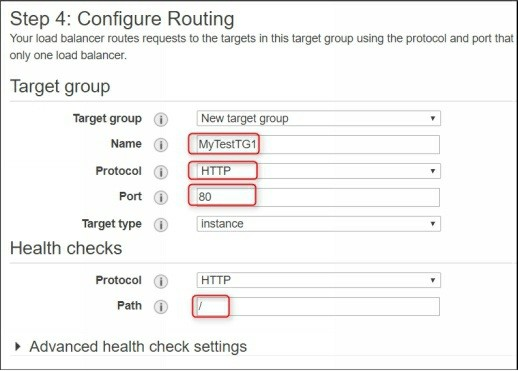 Step 4: Configure Routing
Your load balancer routes requests to the targets in this target group using the protocol and port that
only one load balancer.
Target group
Target group i New target group
Name i MyTestTG1
Protocol i HTTP
Port i 80
Target type i instance
Health checks
Protocol i HTTP
Path i /
Advanced health check settings